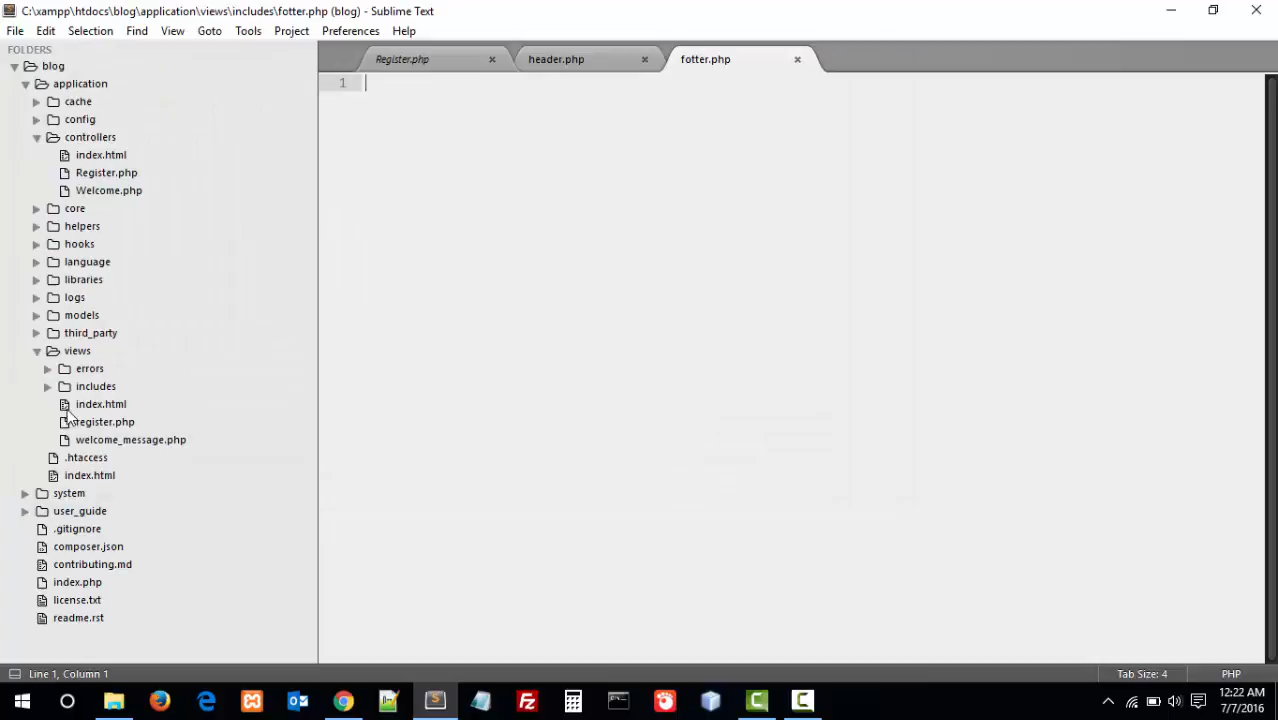 C:\xampp\htdocs\blog\application\views\includes\fotter.php (blog) - Sublime Text
File Edit Selection Find View Goto Tools Project Preferences Help
FOLDERS
Register.php header.php fotter.php
blog
1
application
cache
config
controllers
index.html
Register.php
Welcome.php
core
helpers
hooks
language
libraries
logs
models
third_party
views
errors
includes
index.html
register.php
welcome_message.php
.htaccess
index.html
system
user_guide
.gitignore
composer.json
contributing.md
index.php
license.txt
readme.rst
Line 1, Column 1 Tab Size: 4 PHP
12:22 AM
7/7/2016